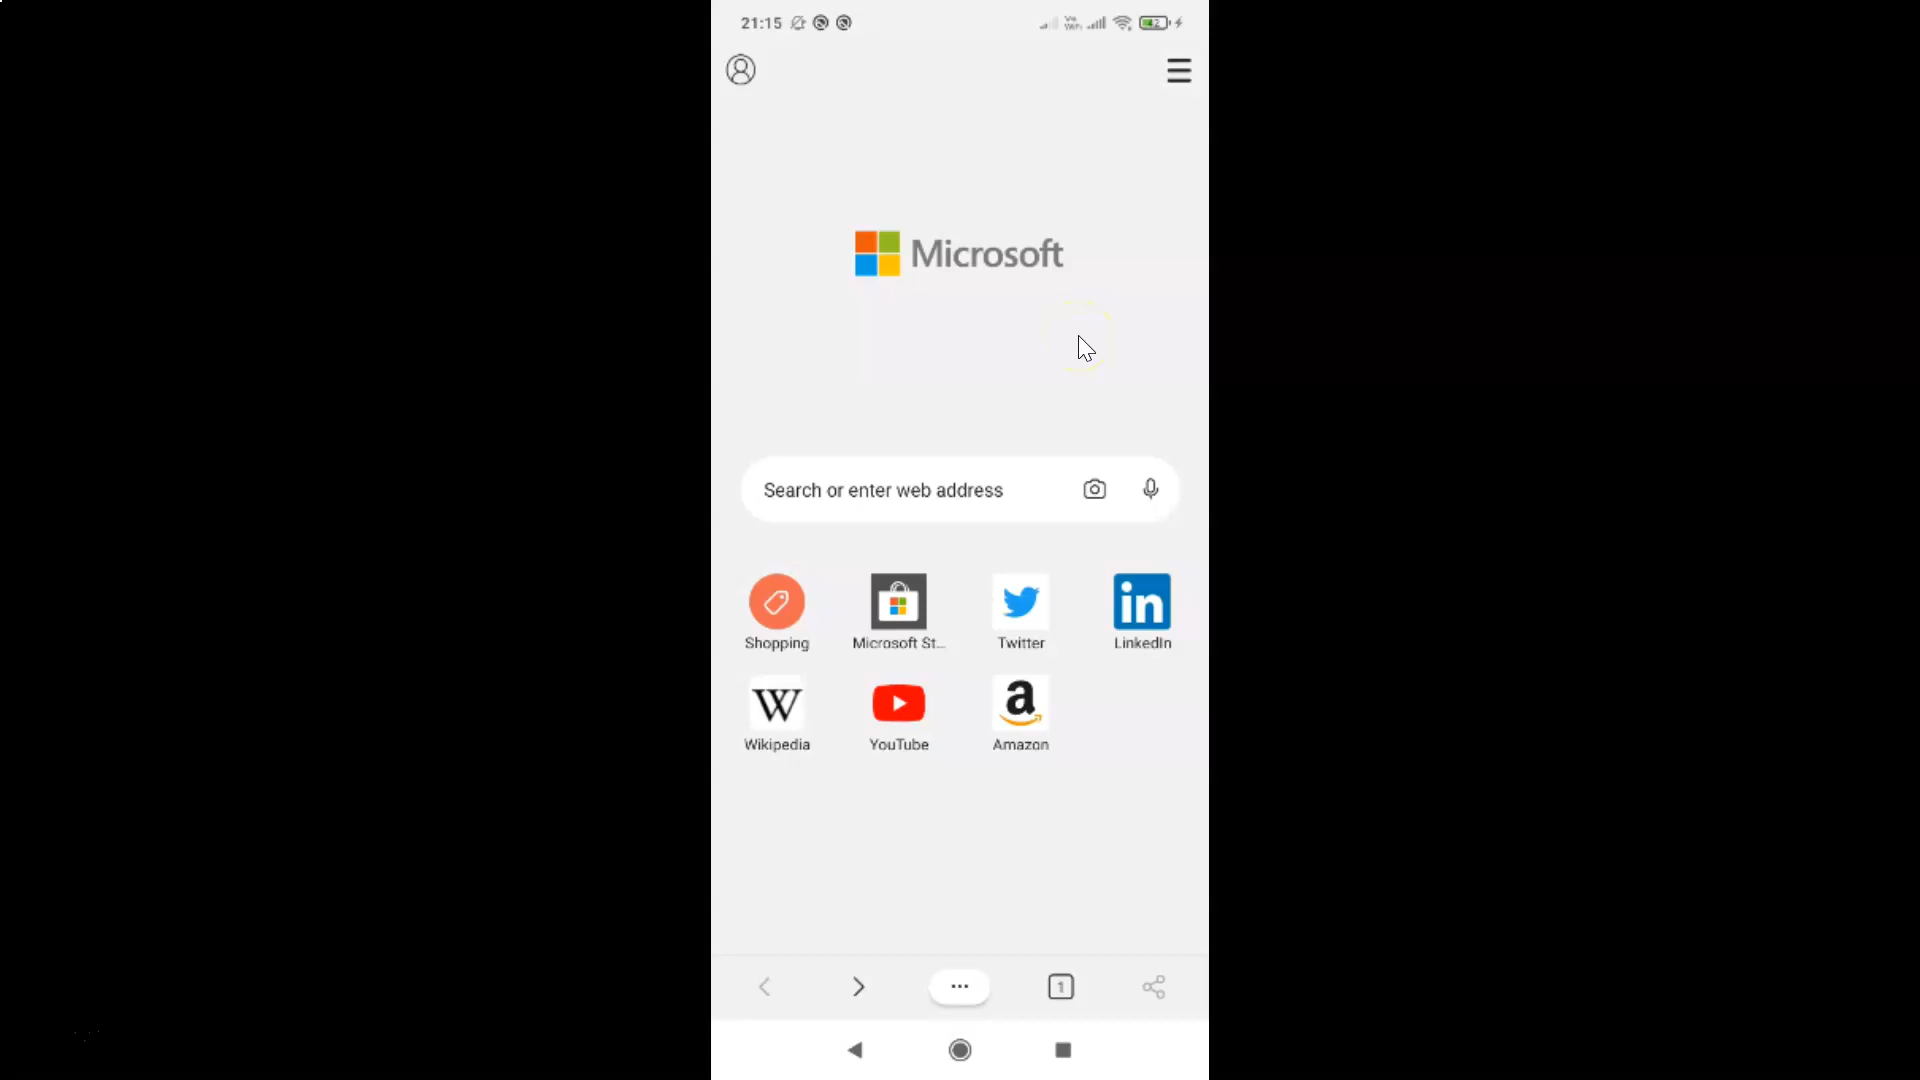 21:15
Microsoft
Search or enter web address
Shopping
Microsoft St...
Twitter
LinkedIn
Wikipedia
YouTube
Amazon
1